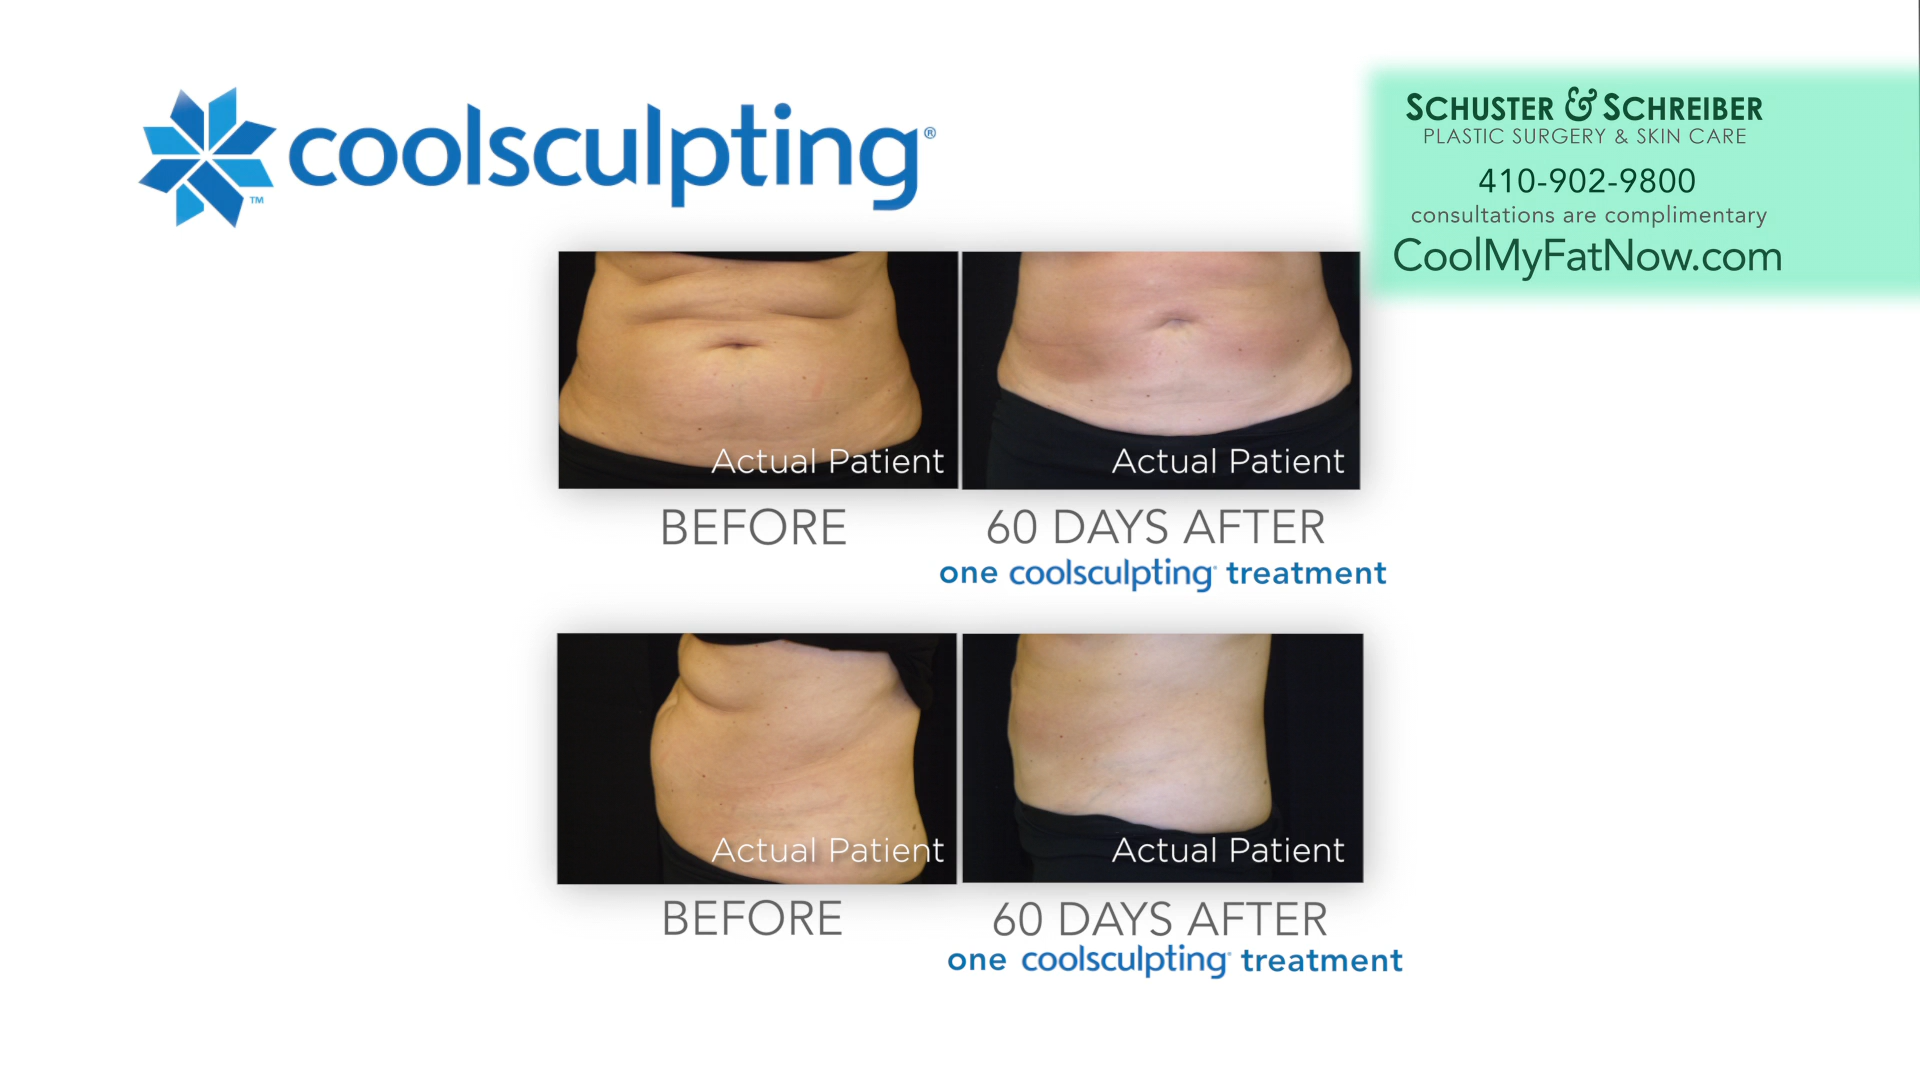 coolsculpting®
TM
SCHUSTER & SCHREIBER
PLASTIC SURGERY & SKIN CARE
410-902-9800
consultations are complimentary
CoolMyFatNow.com
Actual Patient
Actual Patient
BEFORE
60 DAYS AFTER
one coolsculpting® treatment
Actual Patient
Actual Patient
BEFORE
60 DAYS AFTER
one coolsculpting® treatment